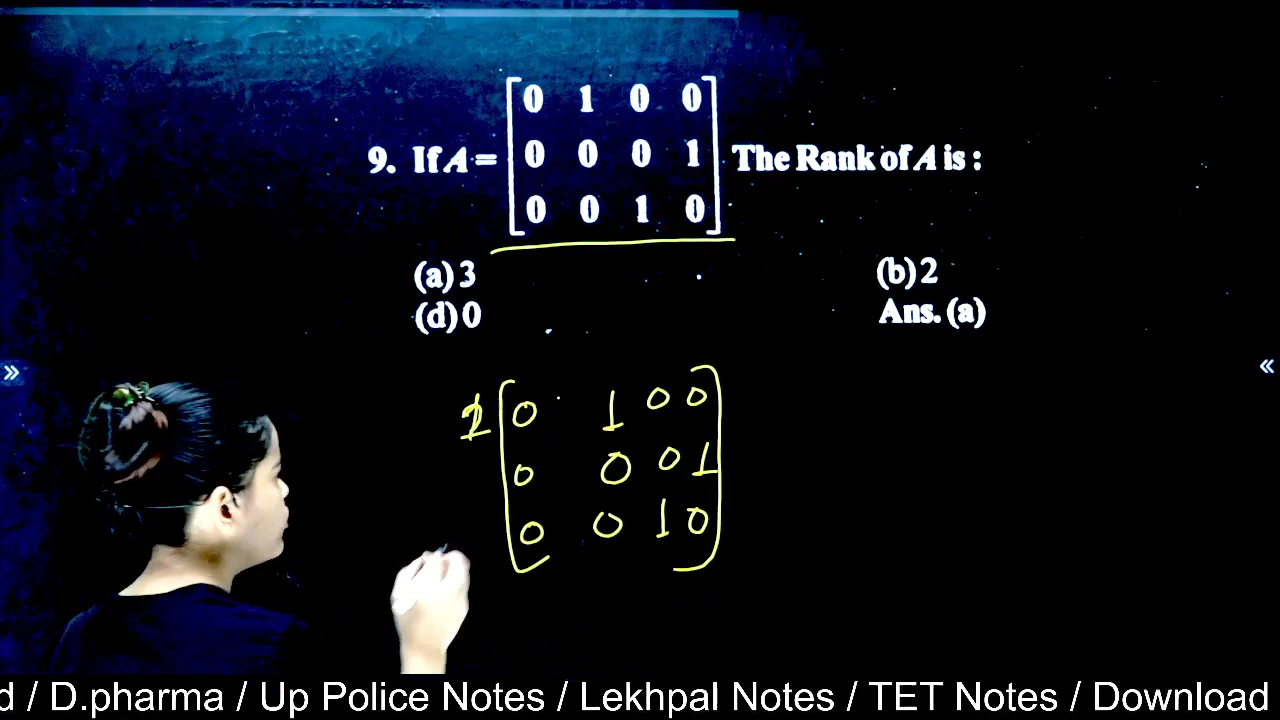 0 1 0 0
9. If A = 0 0 0 1 The Rank of A is :
0 0 1 0
(a) 3 (b) 2
(d) 0 Ans. (a)
1 0 1 0 0
0 0 0 1
0 0 1 0
» «
d / D.pharma / Up Police Notes / Lekhpal Notes / TET Notes / Download